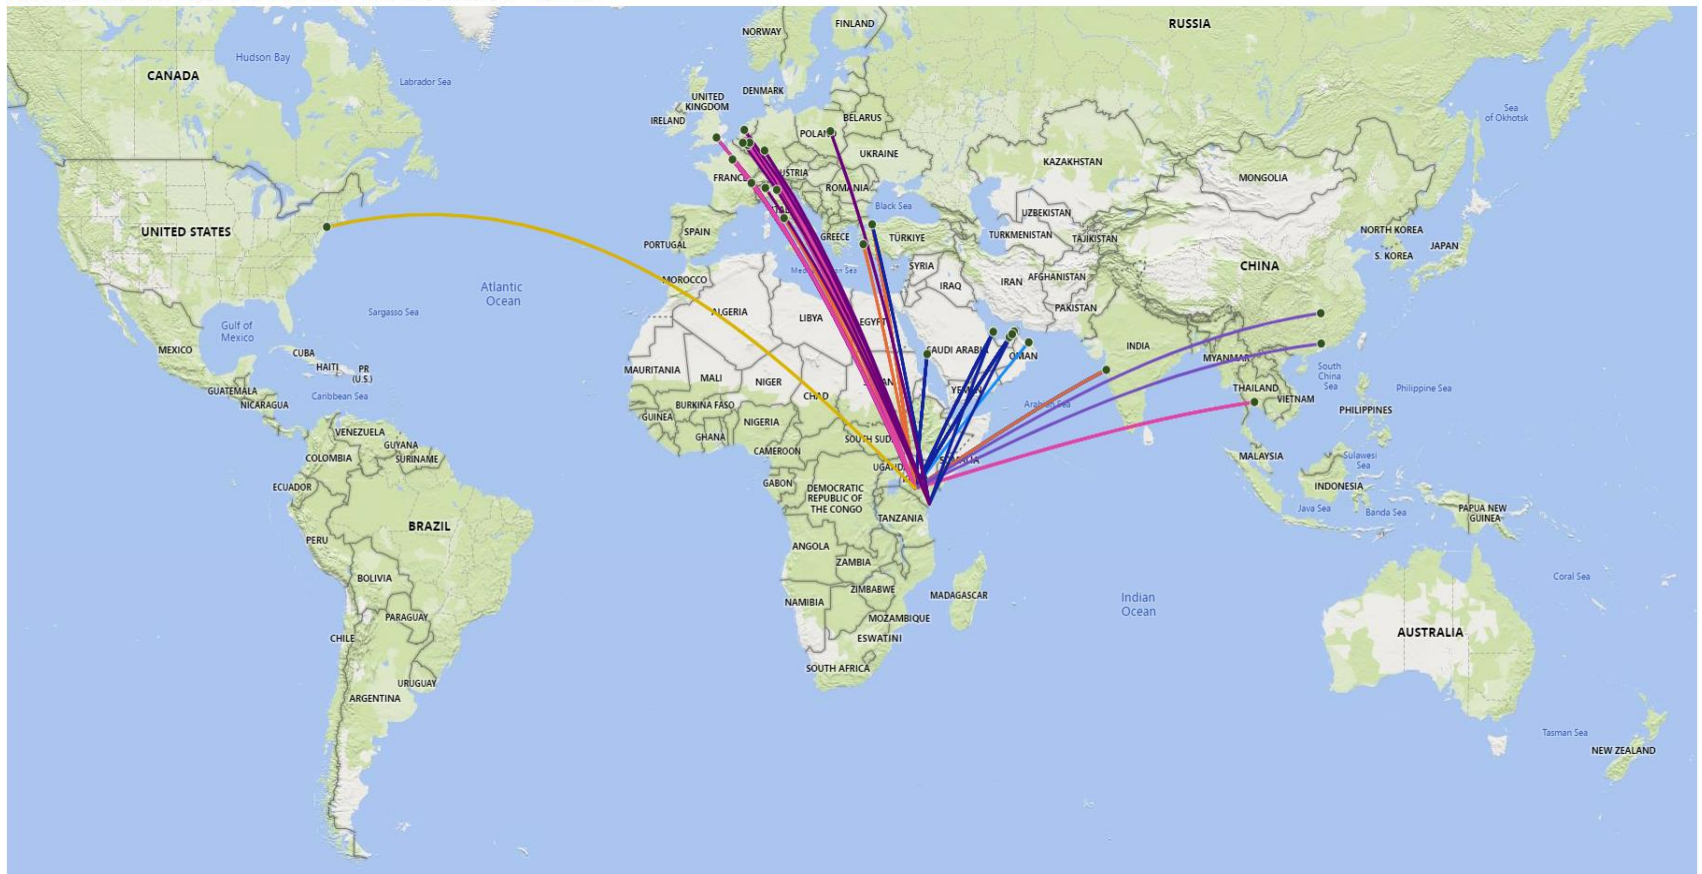 RUSSIA
FINLAND
NORWAY
CANADA
Hudson Bay
Labrador Sea
UNITED
KINGDOM
DENMARK
IRELAND
BELARUS
Sea
of Okhotsk
UKRAINE
KAZAKHSTAN
MONGOLIA
FRANCE
ROMANIA
Black Sea
UZBEKISTAN
UNITED STATES
SPAIN
PORTUGAL
GREECE
TÜRKIYE
TURKMENISTAN
TAJIKISTAN
NORTH KOREA
JAPAN
S. KOREA
SYRIA
CHINA
MOROCCO
IRAQ
IRAN
AFGHANISTAN
Atlantic
Ocean
PAKISTAN
ALGERIA
LIBYA
EGYPT
Sargasso Sea
Gulf of
Mexico
MEXICO
CUBA
HAITI
PR
(U.S.)
SAUDI ARABIA
OMAN
INDIA
MYANMAR
South
China
Sea
MAURITANIA
MALI
NIGER
CHAD
YEMEN
THAILAND
VIETNAM
Philippine Sea
GUATEMALA
NICARAGUA
Caribbean Sea
BURKINA FASO
GUINEA
NIGERIA
GHANA
Arabian Sea
PHILIPPINES
VENEZUELA
GUYANA
SURINAME
COLOMBIA
CAMEROON
MALAYSIA
Sulawesi
Sea
ECUADOR
GABON
DEMOCRATIC
REPUBLIC OF
THE CONGO
INDONESIA
Java Sea
Banda Sea
PAPUA NEW
GUINEA
BRAZIL
TANZANIA
PERU
ANGOLA
ZAMBIA
BOLIVIA
Coral Sea
NAMIBIA
ZIMBABWE
MADAGASCAR
Indian
Ocean
PARAGUAY
MOZAMBIQUE
CHILE
ESWATINI
AUSTRALIA
SOUTH AFRICA
URUGUAY
ARGENTINA
Tasman Sea
NEW ZEALAND